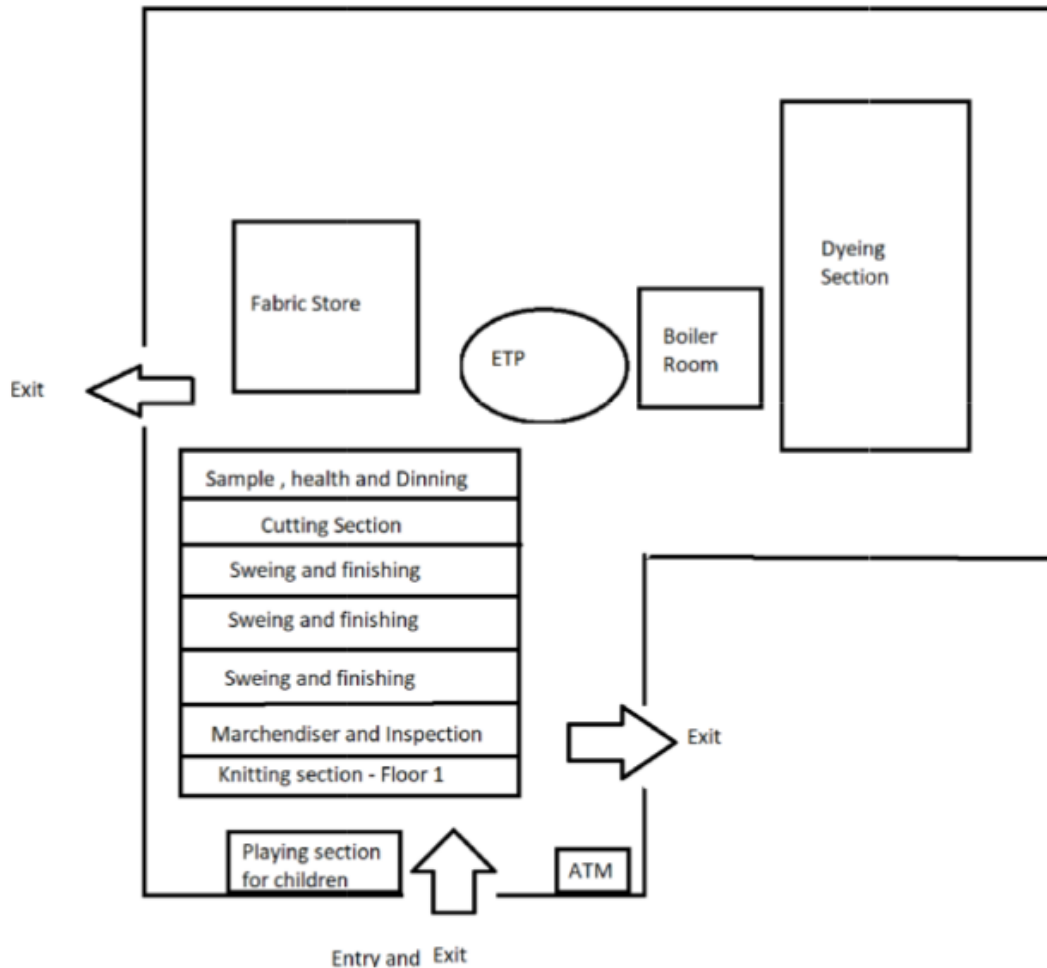 Dyeing
Section
Fabric Store
Boiler
Room
ETP
Exit
Sample , health and Dinning
Cutting Section
Sweing and finishing
Sweing and finishing
Sweing and finishing
Marchendiser and Inspection
Exit
Knitting section - Floor 1
Playing section
for children
ATM
Entry and Exit